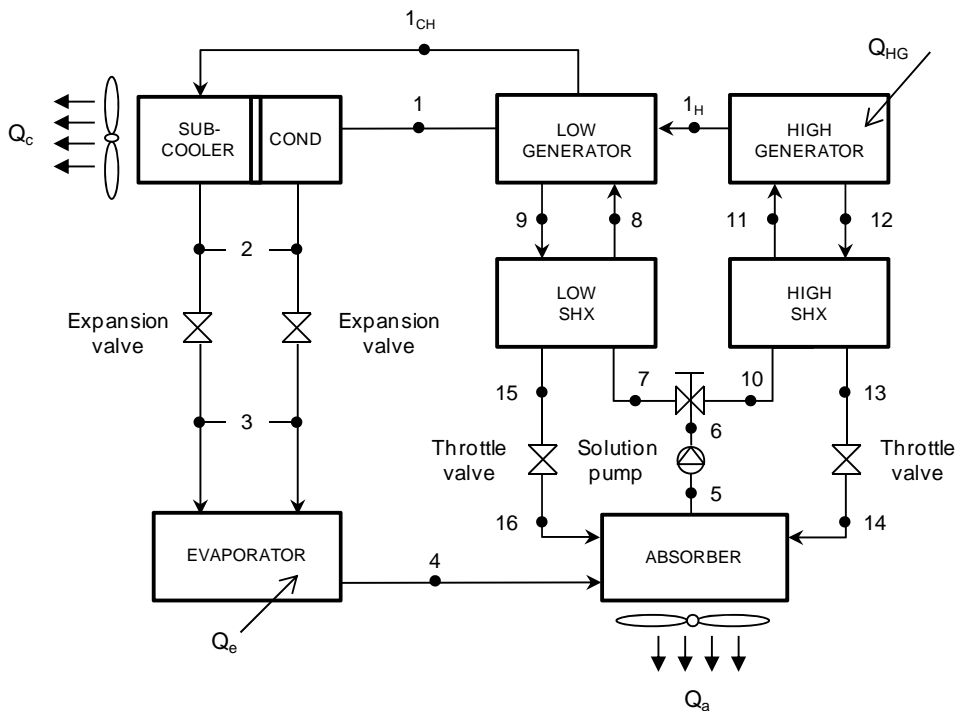 1CH
QHG
1
1H
Qc
SUB-
COOLER
COND
LOW
GENERATOR
HIGH
GENERATOR
9
8
11
12
2
LOW
SHX
HIGH
SHX
Expansion
valve
Expansion
valve
7
10
15
13
3
6
Throttle
valve
Solution
pump
Throttle
valve
5
16
14
EVAPORATOR
4
ABSORBER
Qe
Qa